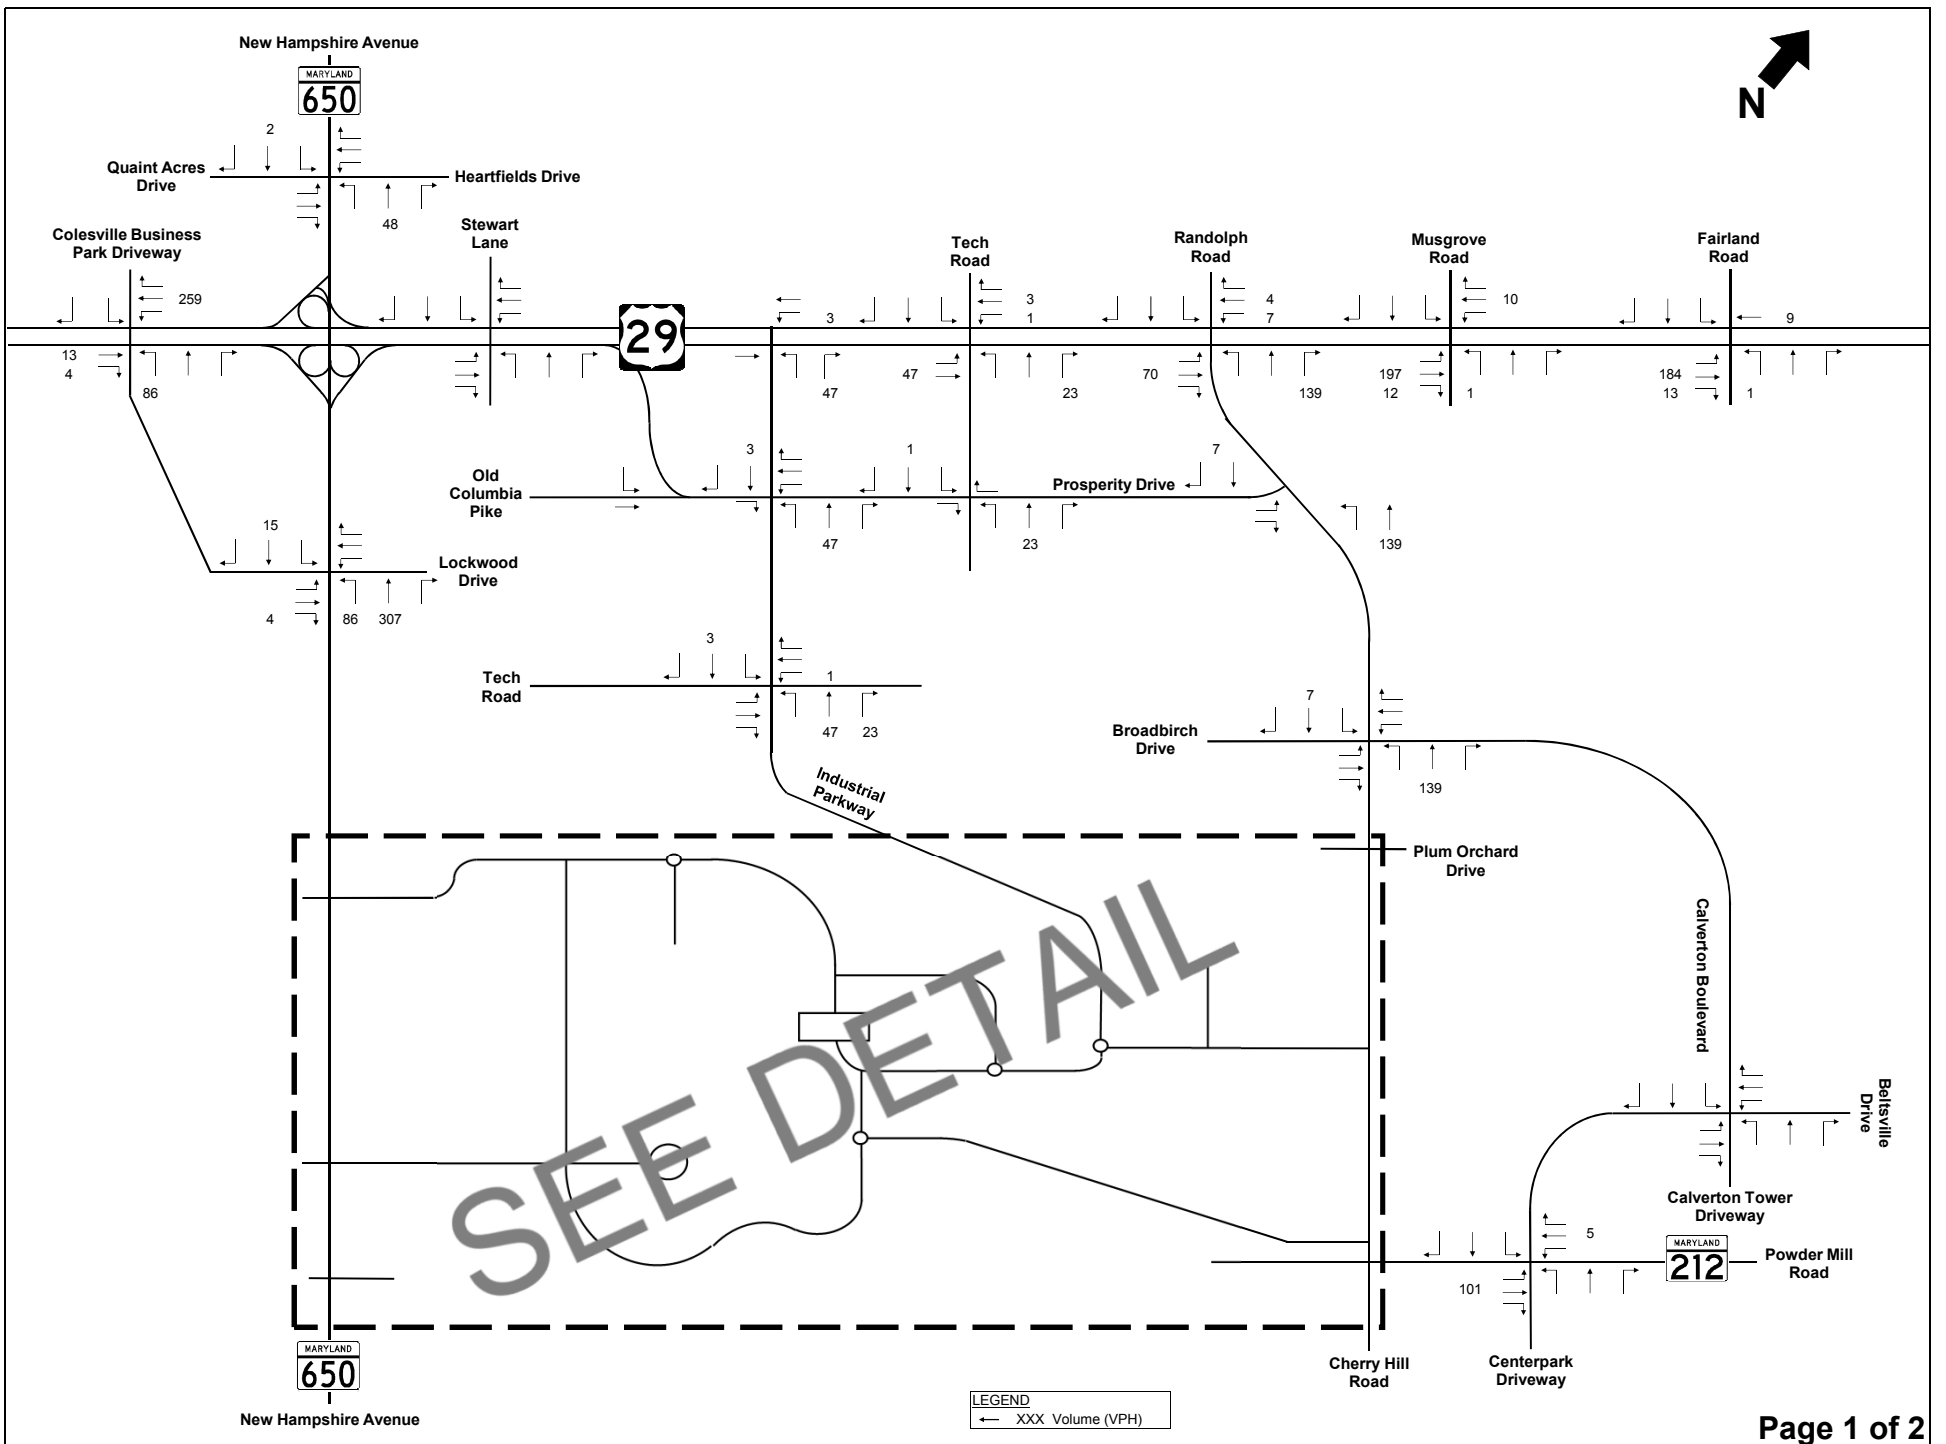 New Hampshire Avenue
MARYLAND
650
N
2
Quaint Acres
Drive
Heartfields Drive
48
Colesville Business
Park Driveway
Stewart
Lane
Tech
Road
Randolph
Road
Musgrove
Road
Fairland
Road
259
3
4
10
3
1
7
9
29
13
4
86
47
47
23
70
139
197
12
1
184
13
1
3
1
7
Old
Columbia
Pike
Prosperity Drive
47
23
139
15
Lockwood
Drive
4
86
307
3
Tech
Road
1
47
23
7
Broadbirch
Drive
139
Industrial
Parkway
Plum Orchard
Drive
Calverton Boulevard
SEE DETAIL
Beltsville
Drive
Calverton Tower
Driveway
5
MARYLAND
212
Powder Mill
Road
101
MARYLAND
650
Cherry Hill
Road
Centerpark
Driveway
New Hampshire Avenue
LEGEND
XXX Volume (VPH)
Page 1 of 2